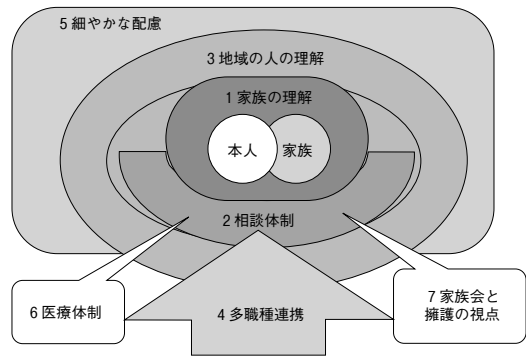 5 細やかな配慮
3 地域の人の理解
1 家族の理解
本人
家族
2 相談体制
6 医療体制
4 多職種連携
7 家族会と
擁護の視点